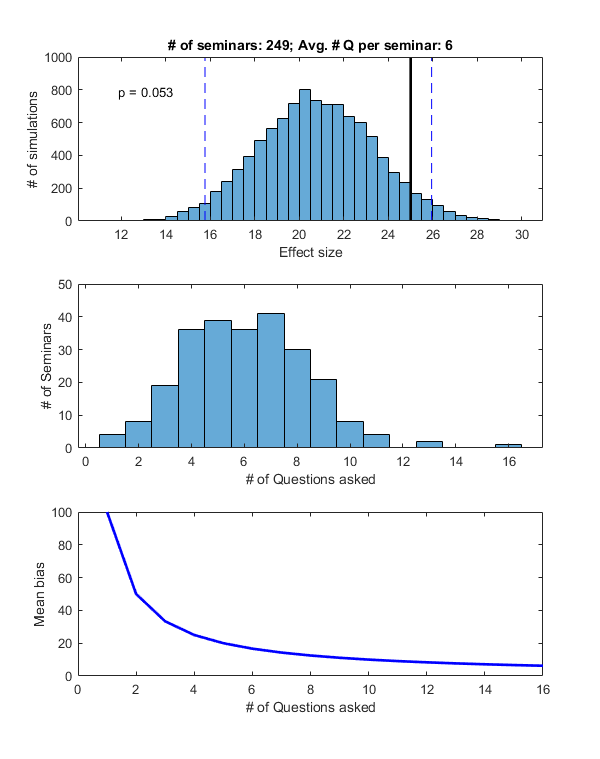 # of seminars: 249; Avg. # Q per seminar: 6
1000
800
600
400
200
0
# of simulations
p = 0.053
12 14 16 18 20 22 24 26 28 30
Effect size
50
40
30
20
10
0
# of Seminars
0 2 4 6 8 10 12 14 16
# of Questions asked
100
80
60
40
20
0
Mean bias
0 2 4 6 8 10 12 14 16
# of Questions asked